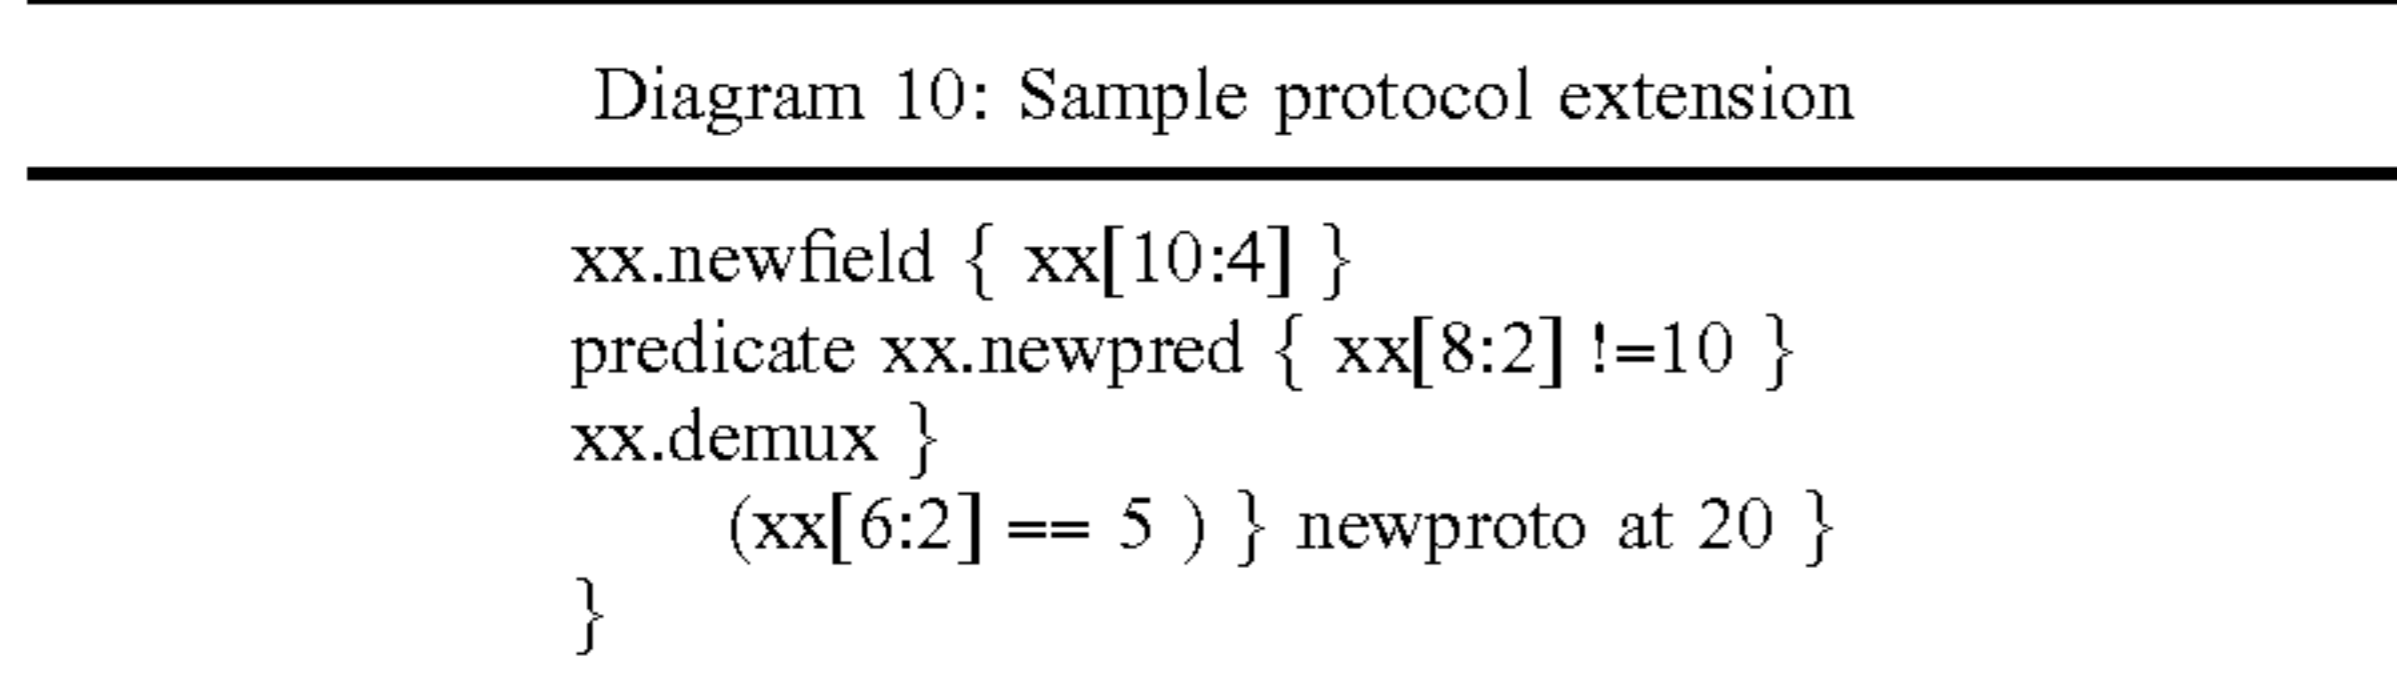 Diagram 10: Sample protocol extension
xx.newfield { xx[10:4] }
predicate xx.newpred { xx[8:2] !=10 }
xx.demux }
(xx[6:2] == 5 ) } newproto at 20 }
}